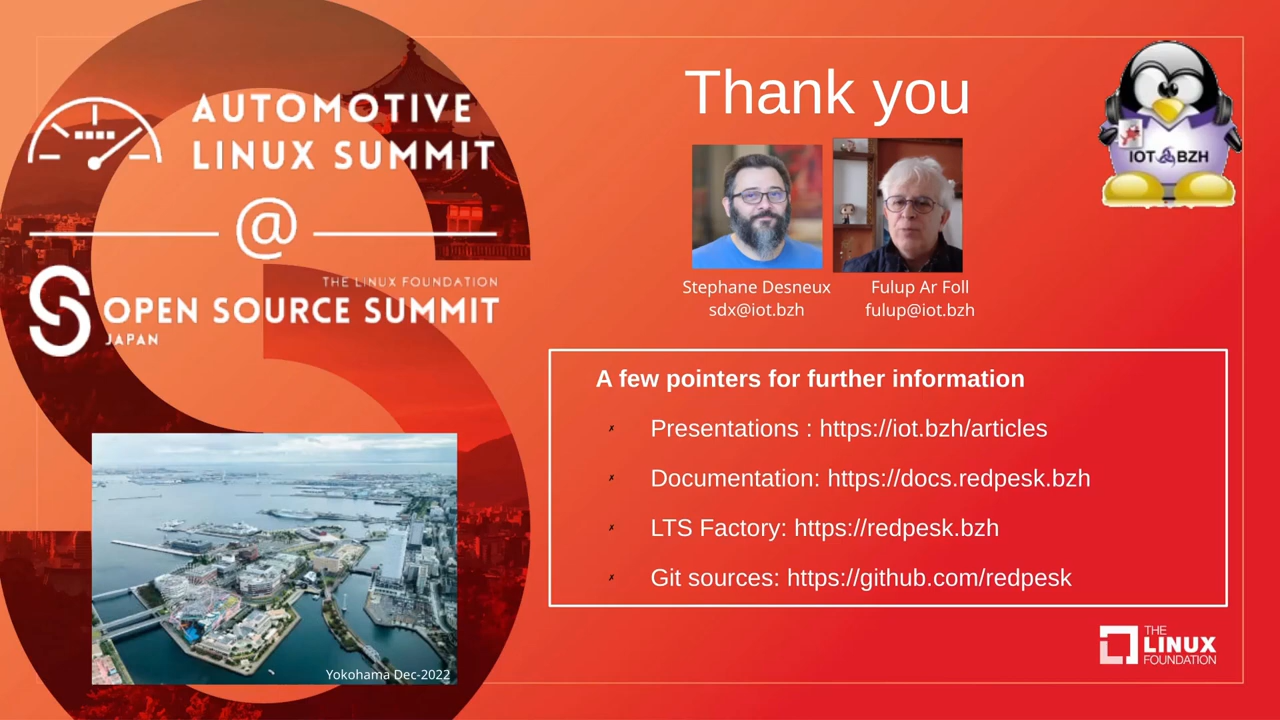 AUTOMOTIVE
LINUX SUMMIT
@
THE LINUX FOUNDATION
OPEN SOURCE SUMMIT
JAPAN
Yokohama Dec-2022
Thank you
IOT BZH
Stephane Desneux
sdx@iot.bzh
Fulup Ar Foll
fulup@iot.bzh
A few pointers for further information
✗ Presentations : https://iot.bzh/articles
✗ Documentation: https://docs.redpesk.bzh
✗ LTS Factory: https://redpesk.bzh
✗ Git sources: https://github.com/redpesk
THE
LINUX
FOUNDATION